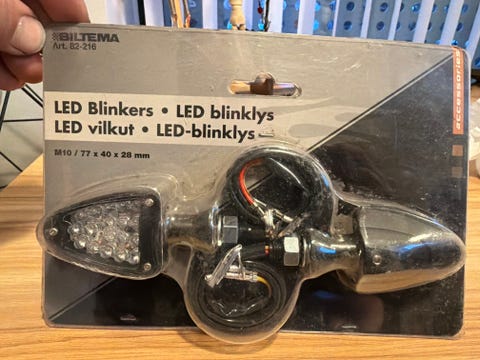 BILTEMA
Art. 82-216
LED Blinkers • LED blinklys
LED vilkut • LED-blinklys
M10 / 77 x 40 x 28 mm
accessories